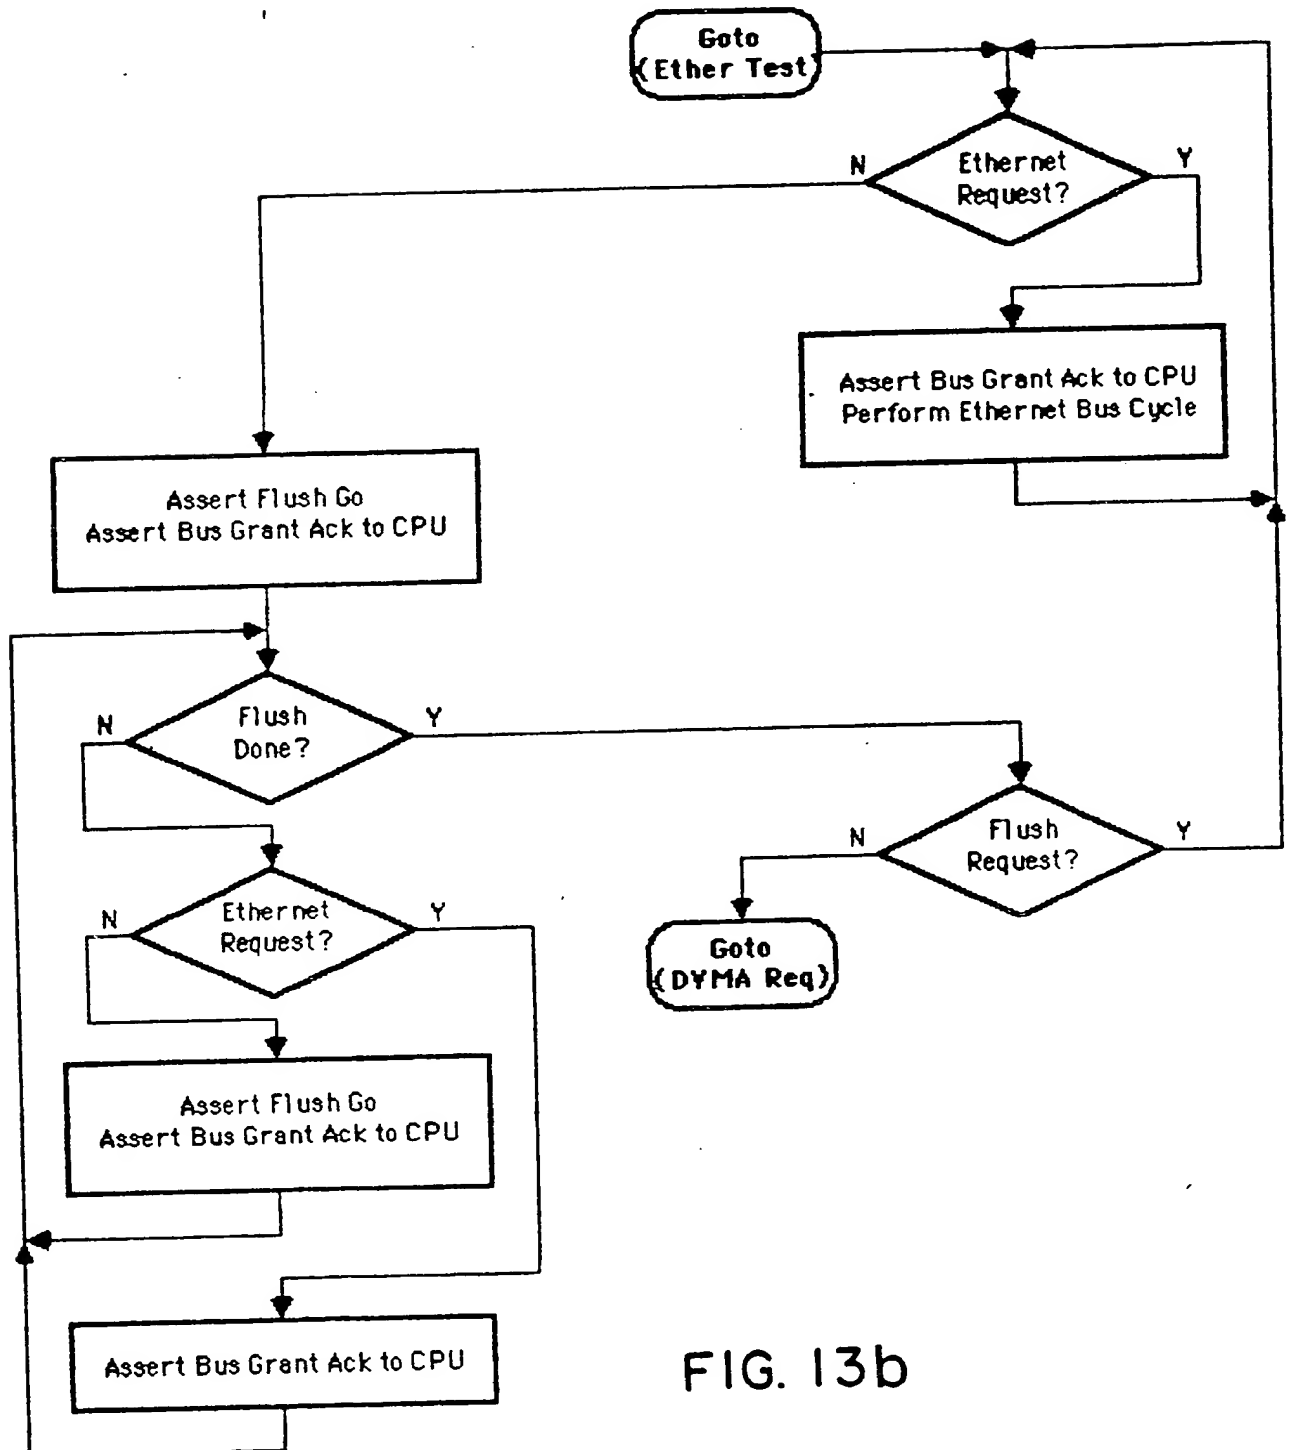 Goto
(Ether Test)
Ethernet
Request?
N
Y
Assert Bus Grant Ack to CPU
Perform Ethernet Bus Cycle
Assert Flush Go
Assert Bus Grant Ack to CPU
Flush
Done?
N
Y
Flush
Request?
N
Y
Ethernet
Request?
N
Y
Goto
(DYMA Req)
Assert Flush Go
Assert Bus Grant Ack to CPU
Assert Bus Grant Ack to CPU
FIG. 13b